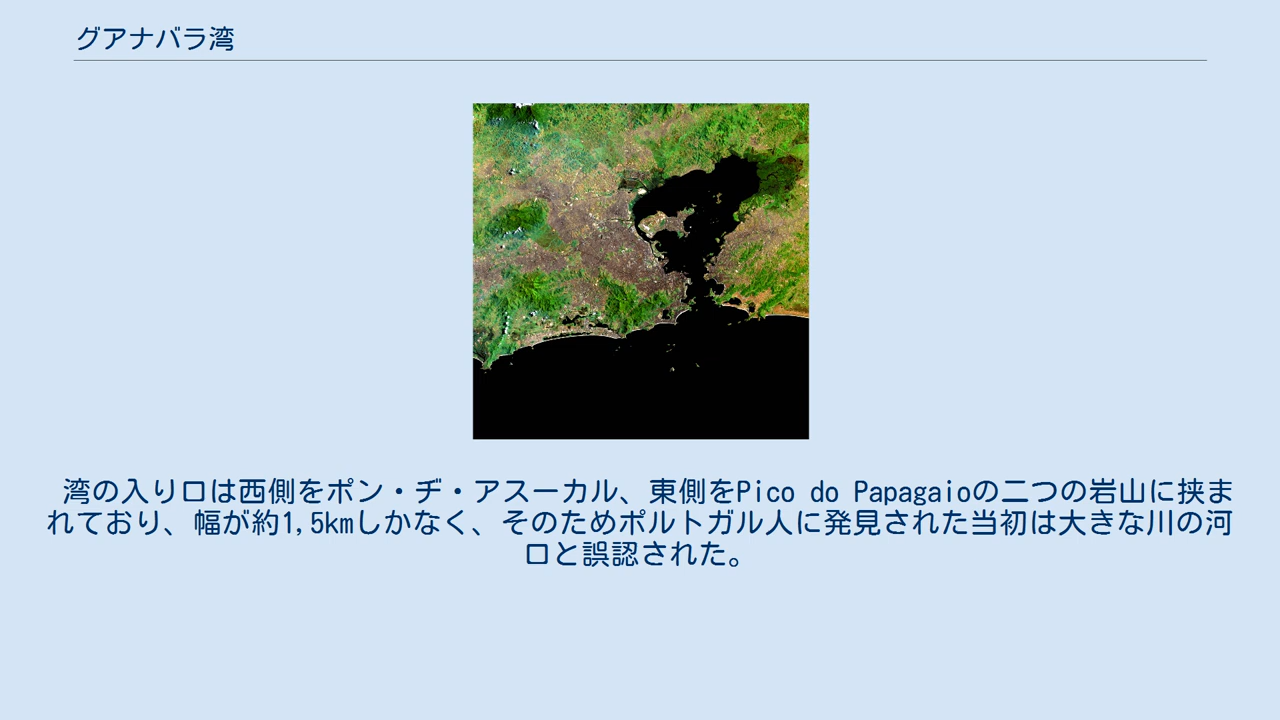 グアナバラ湾
湾の入り口は西側をポン・ヂ・アスーカル、東側をPico do Papagaioの二つの岩山に挟ま
れており、幅が約1,5kmしかなく、そのためポルトガル人に発見された当初は大きな川の河
口と誤認された。